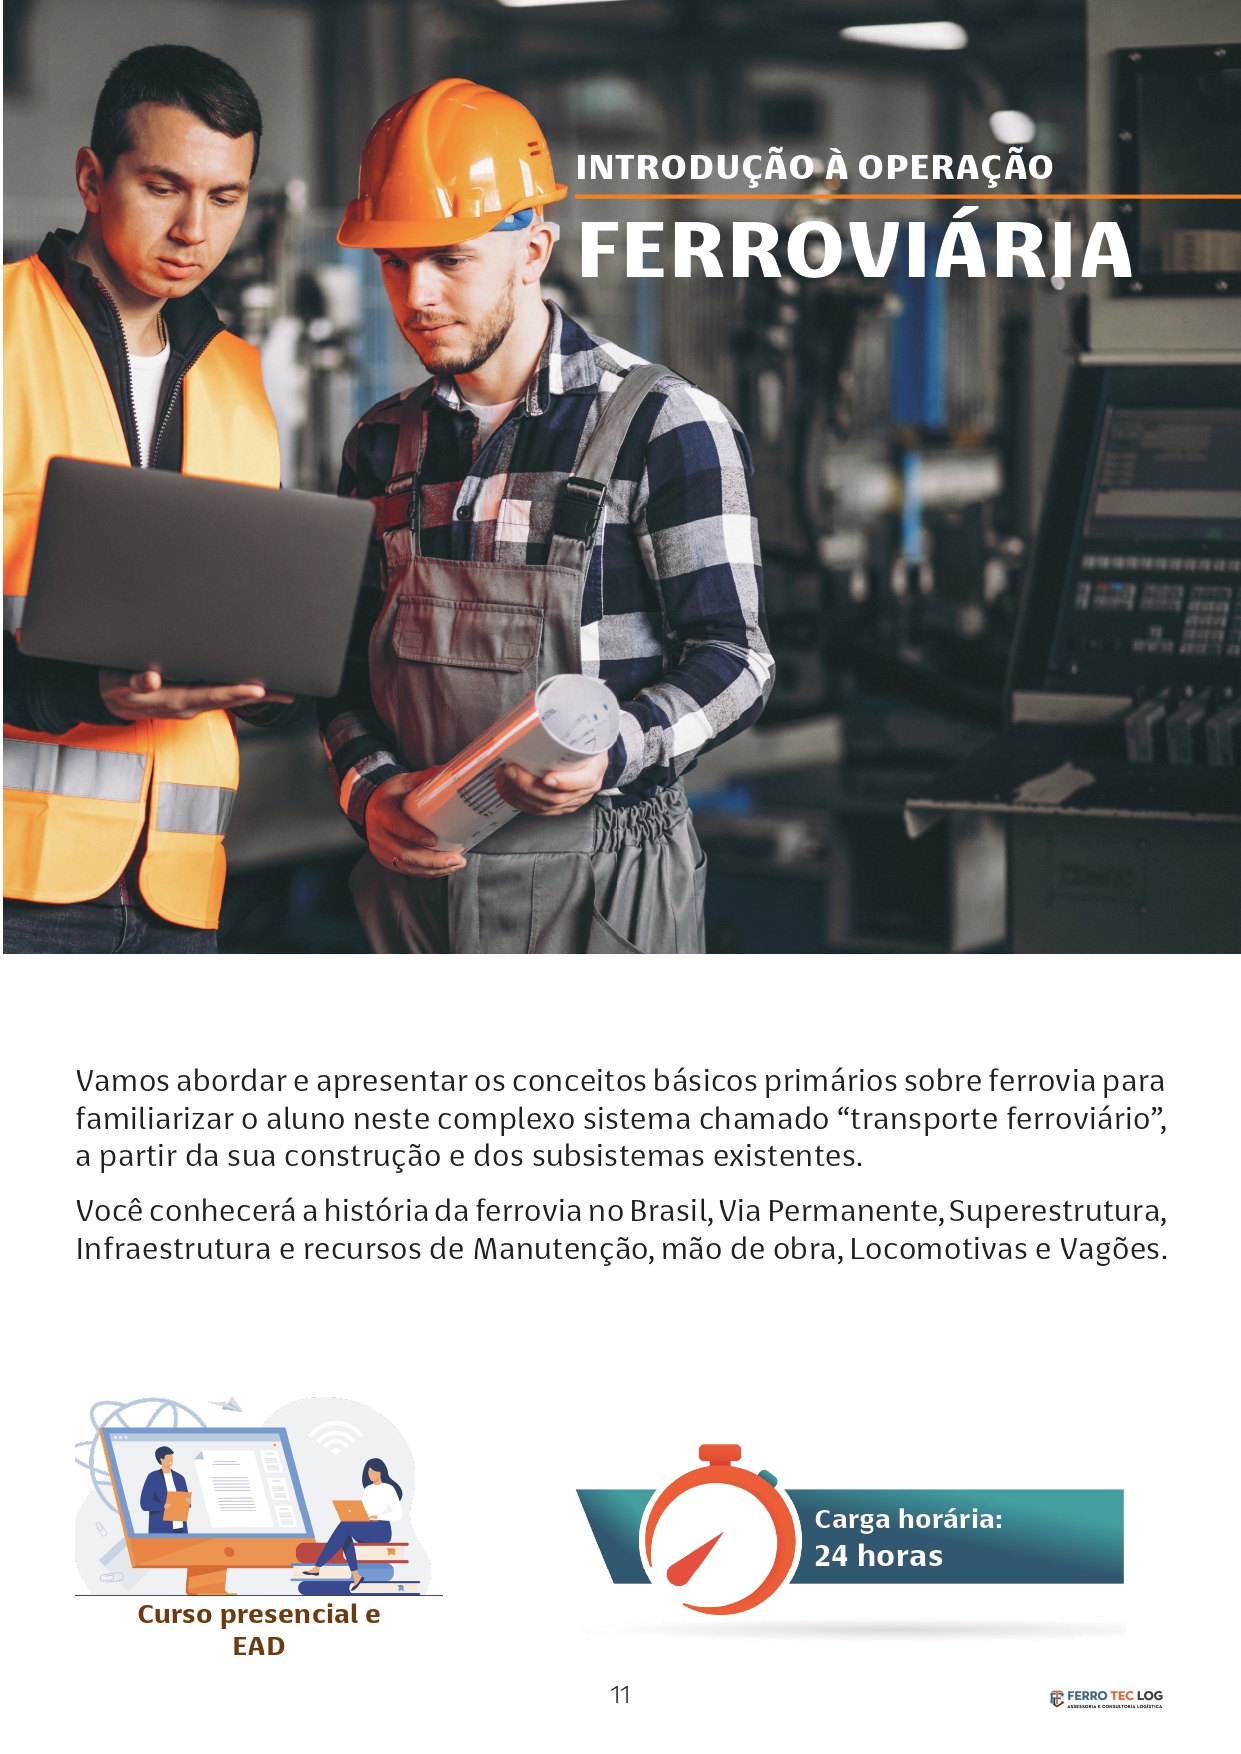 INTRODUÇÃO À OPERAÇÃO
FERROVIÁRIA
Vamos abordar e apresentar os conceitos básicos primários sobre ferrovia para
familiarizar o aluno neste complexo sistema chamado “transporte ferroviário”,
a partir da sua construção e dos subsistemas existentes.
Você conhecerá a história da ferrovia no Brasil, Via Permanente, Superestrutura,
Infraestrutura e recursos de Manutenção, mão de obra, Locomotivas e Vagões.
Carga horária:
24 horas
Curso presencial e
EAD
11
FERRO TEC LOG
ASSESSORIA E CONSULTORIA LOGÍSTICA